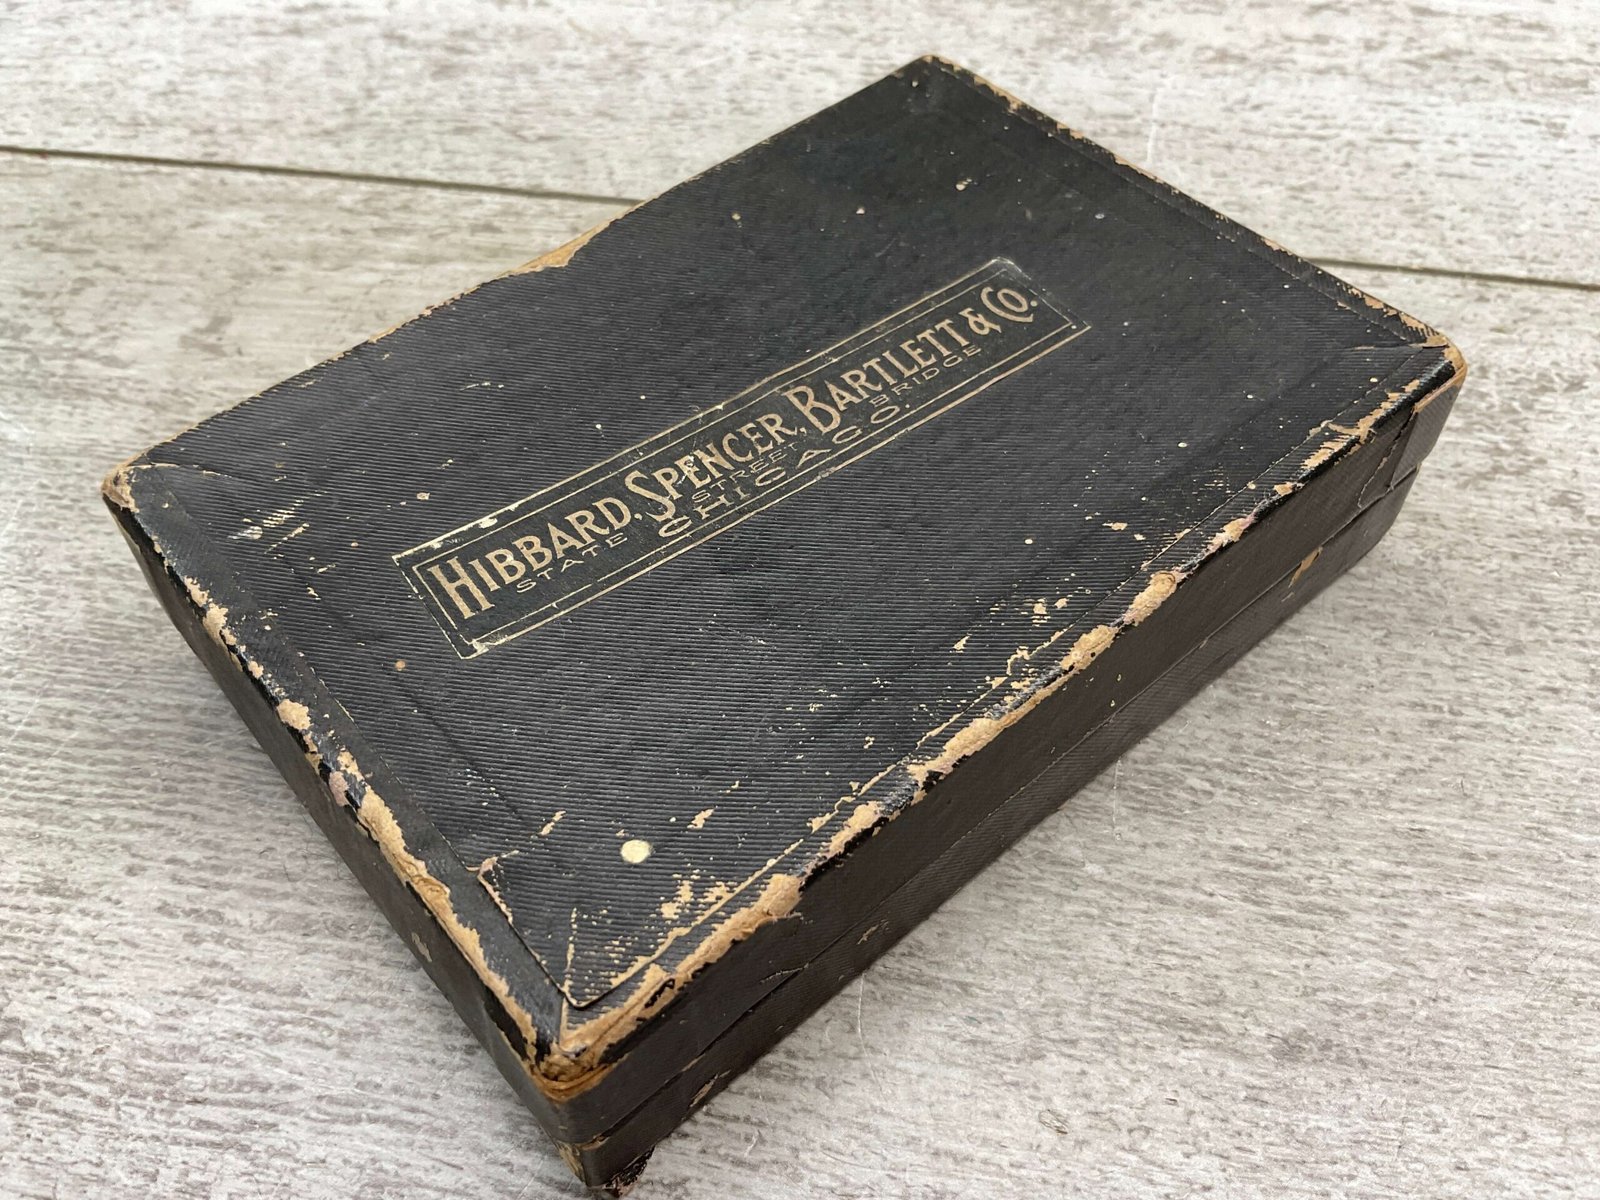 HIBBARD, SPENCER, BARTLETT & CO.
STATE STREET BRIDGE
CHICAGO.